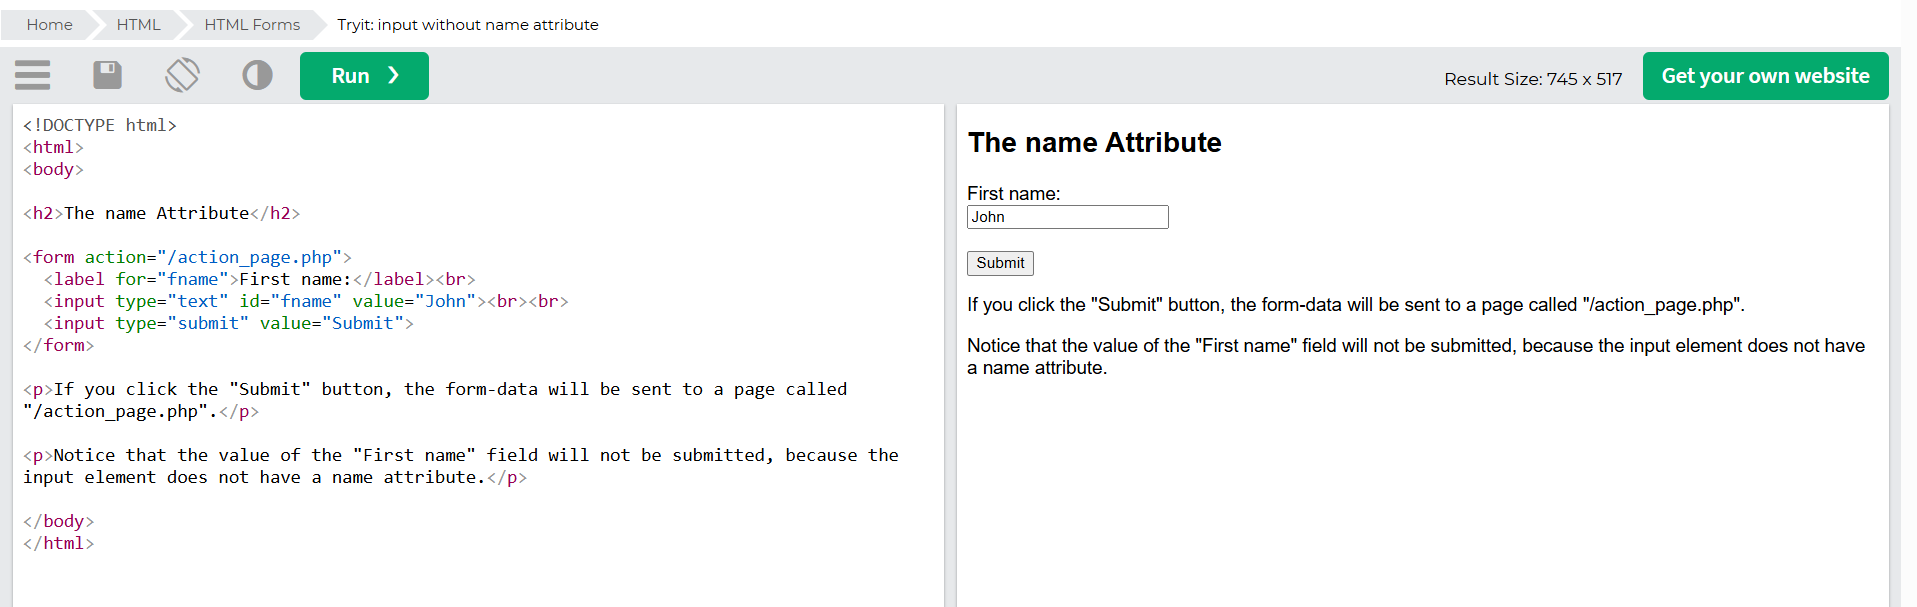 Home HTML HTML Forms Tryit: input without name attribute
Run ❯ Result Size: 745 x 517 Get your own website
<!DOCTYPE html>
<html>
<body>
<h2>The name Attribute</h2>
<form action="/action_page.php">
<label for="fname">First name:</label><br>
<input type="text" id="fname" value="John"><br><br>
<input type="submit" value="Submit">
</form>
<p>If you click the "Submit" button, the form-data will be sent to a page called
"/action_page.php".</p>
<p>Notice that the value of the "First name" field will not be submitted, because the
input element does not have a name attribute.</p>
</body>
</html>
The name Attribute
First name:
John
Submit
If you click the "Submit" button, the form-data will be sent to a page called "/action_page.php".
Notice that the value of the "First name" field will not be submitted, because the input element does not have
a name attribute.